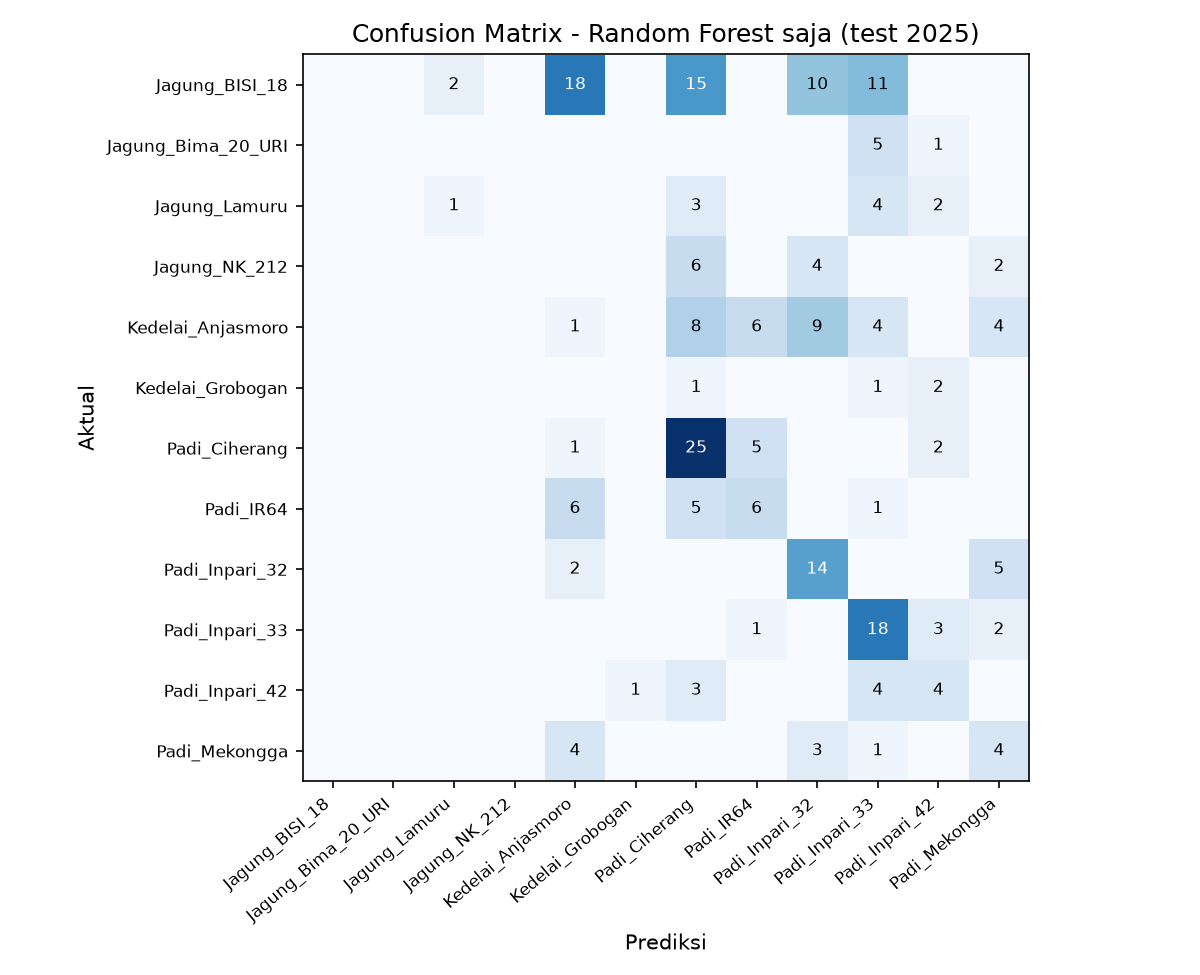 Confusion Matrix - Random Forest saja (test 2025)
Jagung_BISI_18 2 18 15 10 11
Jagung_Bima_20_URI 5 1
Jagung_Lamuru 1 3 4 2
Jagung_NK_212 6 4 2
Kedelai_Anjasmoro 1 8 6 9 4 4
Kedelai_Grobogan 1 1 2
Padi_Ciherang 1 25 5 2
Padi_IR64 6 5 6 1
Padi_Inpari_32 2 14 5
Padi_Inpari_33 1 18 3 2
Padi_Inpari_42 1 3 4 4
Padi_Mekongga 4 3 1 4
Aktual
Jagung_BISI_18
Jagung_Bima_20_URI
Jagung_Lamuru
Jagung_NK_212
Kedelai_Anjasmoro
Kedelai_Grobogan
Padi_Ciherang
Padi_IR64
Padi_Inpari_32
Padi_Inpari_33
Padi_Inpari_42
Padi_Mekongga
Prediksi